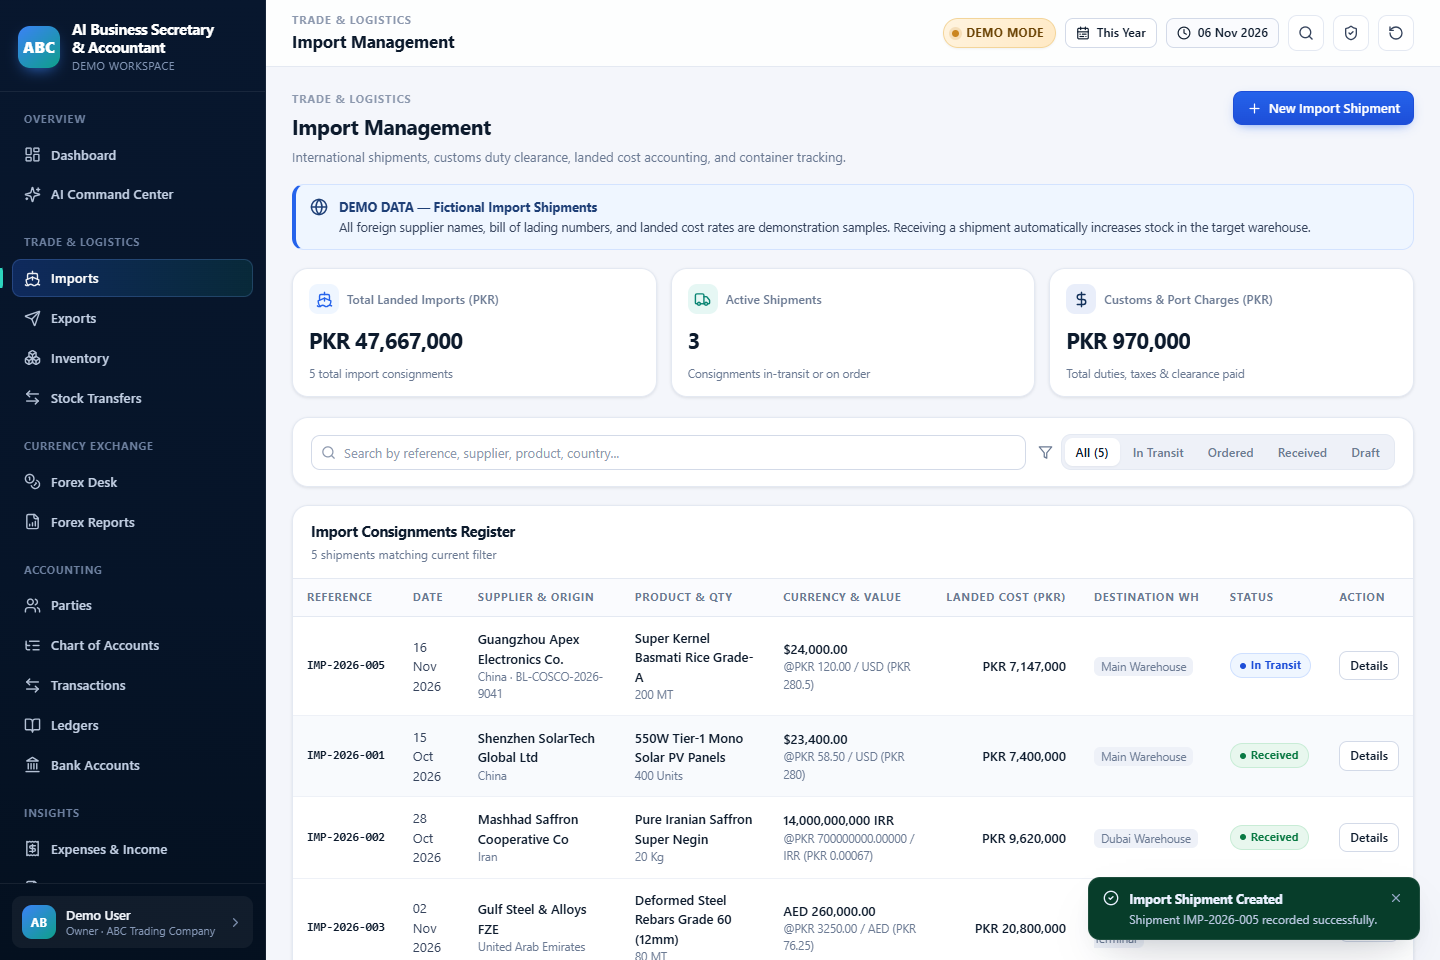 ABC
AI Business Secretary
& Accountant
DEMO WORKSPACE
OVERVIEW
Dashboard
AI Command Center
TRADE & LOGISTICS
Imports
Exports
Inventory
Stock Transfers
CURRENCY EXCHANGE
Forex Desk
Forex Reports
ACCOUNTING
Parties
Chart of Accounts
Transactions
Ledgers
Bank Accounts
INSIGHTS
Expenses & Income
AB
Demo User
Owner · ABC Trading Company
TRADE & LOGISTICS
Import Management
DEMO MODE
This Year
06 Nov 2026
TRADE & LOGISTICS
Import Management
International shipments, customs duty clearance, landed cost accounting, and container tracking.
New Import Shipment
DEMO DATA — Fictional Import Shipments
All foreign supplier names, bill of lading numbers, and landed cost rates are demonstration samples. Receiving a shipment automatically increases stock in the target warehouse.
Total Landed Imports (PKR)
PKR 47,667,000
5 total import consignments
Active Shipments
3
Consignments in-transit or on order
Customs & Port Charges (PKR)
PKR 970,000
Total duties, taxes & clearance paid
Search by reference, supplier, product, country...
All (5)
In Transit
Ordered
Received
Draft
Import Consignments Register
5 shipments matching current filter
REFERENCE DATE SUPPLIER & ORIGIN PRODUCT & QTY CURRENCY & VALUE LANDED COST (PKR) DESTINATION WH STATUS ACTION
IMP-2026-005
16
Nov
2026
Guangzhou Apex
Electronics Co.
China · BL-COSCO-2026-
9041
Super Kernel
Basmati Rice Grade-
A
200 MT
$24,000.00
@PKR 120.00 / USD (PKR
280.5)
PKR 7,147,000
Main Warehouse
In Transit
Details
IMP-2026-001
15
Oct
2026
Shenzhen SolarTech
Global Ltd
China
550W Tier-1 Mono
Solar PV Panels
400 Units
$23,400.00
@PKR 58.50 / USD (PKR
280)
PKR 7,400,000
Main Warehouse
Received
Details
IMP-2026-002
28
Oct
2026
Mashhad Saffron
Cooperative Co
Iran
Pure Iranian Saffron
Super Negin
20 Kg
14,000,000,000 IRR
@PKR 700000000.00000 /
IRR (PKR 0.00067)
PKR 9,620,000
Dubai Warehouse
Received
Details
IMP-2026-003
02
Nov
2026
Gulf Steel & Alloys
FZE
United Arab Emirates
Deformed Steel
Rebars Grade 60
(12mm)
80 MT
AED 260,000.00
@PKR 3250.00 / AED (PKR
76.25)
PKR 20,800,000
Terminal
Import Shipment Created
Shipment IMP-2026-005 recorded successfully.